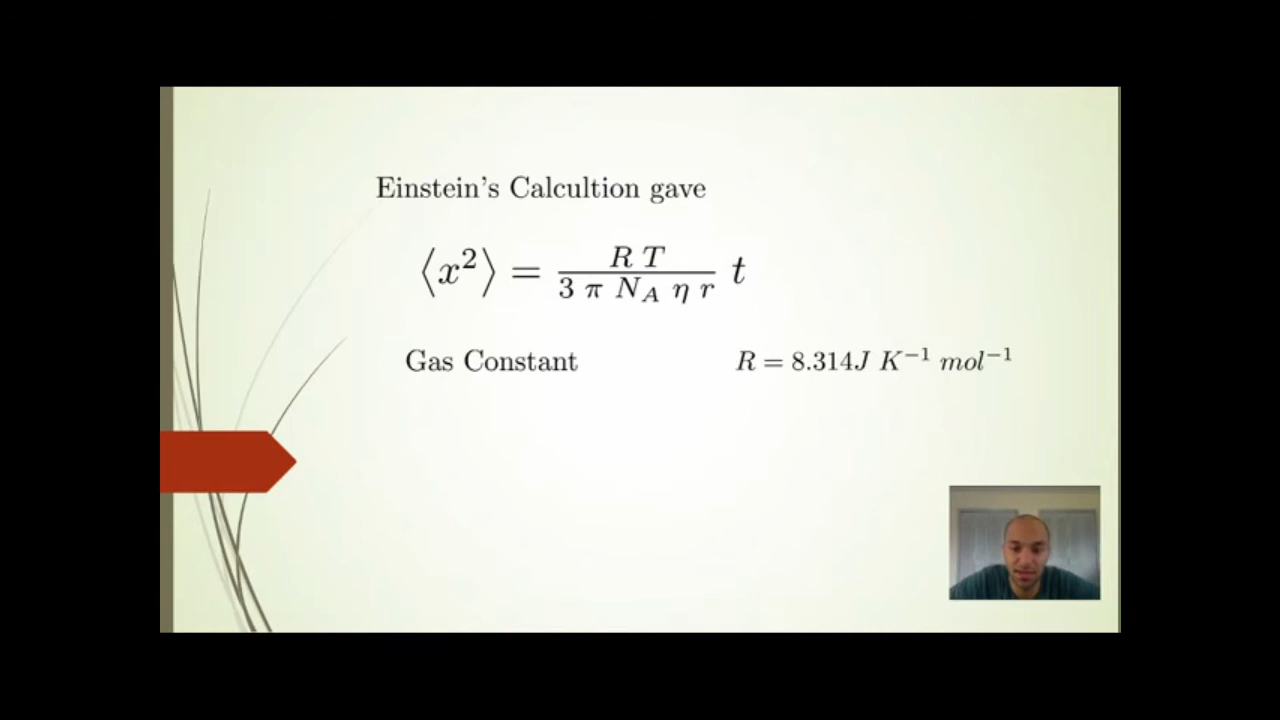 Einstein's Calcultion gave
⟨x²⟩ = R T / 3 π N_A η r t
Gas Constant R = 8.314J K⁻¹ mol⁻¹